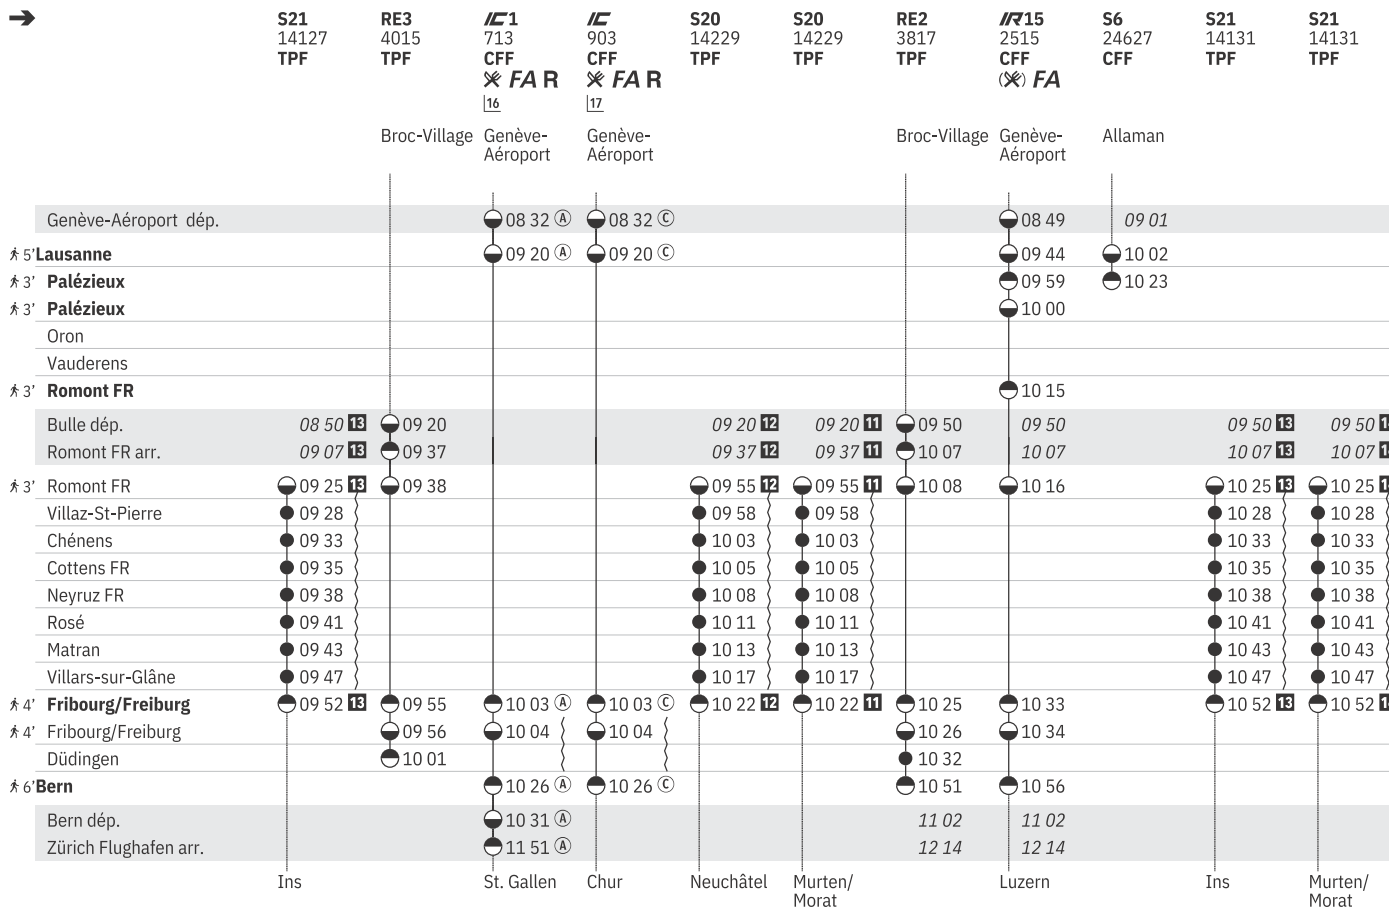 ➔ S21 RE3 IC1 IC S20 S20 RE2 IR15 S6 S21 S21
14127 4015 713 903 14229 14229 3817 2515 24627 14131 14131
TPF TPF CFF CFF TPF TPF TPF CFF CFF TPF TPF
FA R FA R FA
16 17
Broc-Village Genève- Genève- Broc-Village Genève- Allaman
Aéroport Aéroport Aéroport
Genève-Aéroport dép. 08 32 Ⓐ 08 32 Ⓒ 08 49 09 01
5' Lausanne 09 20 Ⓐ 09 20 Ⓒ 09 44 10 02
3' Palézieux 09 59 10 23
3' Palézieux 10 00
Oron
Vauderens
3' Romont FR 10 15
Bulle dép. 08 50 13 09 20 09 20 12 09 20 11 09 50 09 50 09 50 13 09 50
Romont FR arr. 09 07 13 09 37 09 37 12 09 37 11 10 07 10 07 10 07 13 10 07
3' Romont FR 09 25 13 09 38 09 55 12 09 55 11 10 08 10 16 10 25 13 10 25
Villaz-St-Pierre 09 28 09 58 09 58 10 28 10 28
Chénens 09 33 10 03 10 03 10 33 10 33
Cottens FR 09 35 10 05 10 05 10 35 10 35
Neyruz FR 09 38 10 08 10 08 10 38 10 38
Rosé 09 41 10 11 10 11 10 41 10 41
Matran 09 43 10 13 10 13 10 43 10 43
Villars-sur-Glâne 09 47 10 17 10 17 10 47 10 47
4' Fribourg/Freiburg 09 52 13 09 55 10 03 Ⓐ 10 03 Ⓒ 10 22 12 10 22 11 10 25 10 33 10 52 13 10 52
4' Fribourg/Freiburg 09 56 10 04 10 04 10 26 10 34
Düdingen 10 01 10 32
6' Bern 10 26 Ⓐ 10 26 Ⓒ 10 51 10 56
Bern dép. 10 31 Ⓐ 11 02 11 02
Zürich Flughafen arr. 11 51 Ⓐ 12 14 12 14
Ins St. Gallen Chur Neuchâtel Murten/ Luzern Ins Murten/
Morat Morat